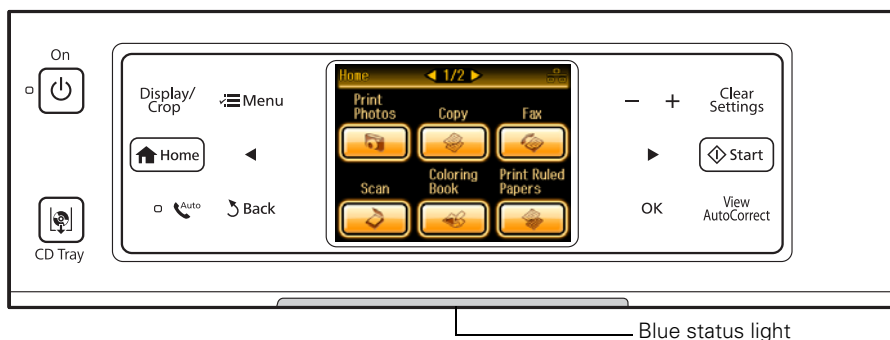 On
CD Tray
Display/
Crop
Menu
Home
Auto
Back
Home 1/2
Print
Photos
Copy
Fax
Scan
Coloring
Book
Print Ruled
Papers
− +
Clear
Settings
Start
OK
View
AutoCorrect
Blue status light